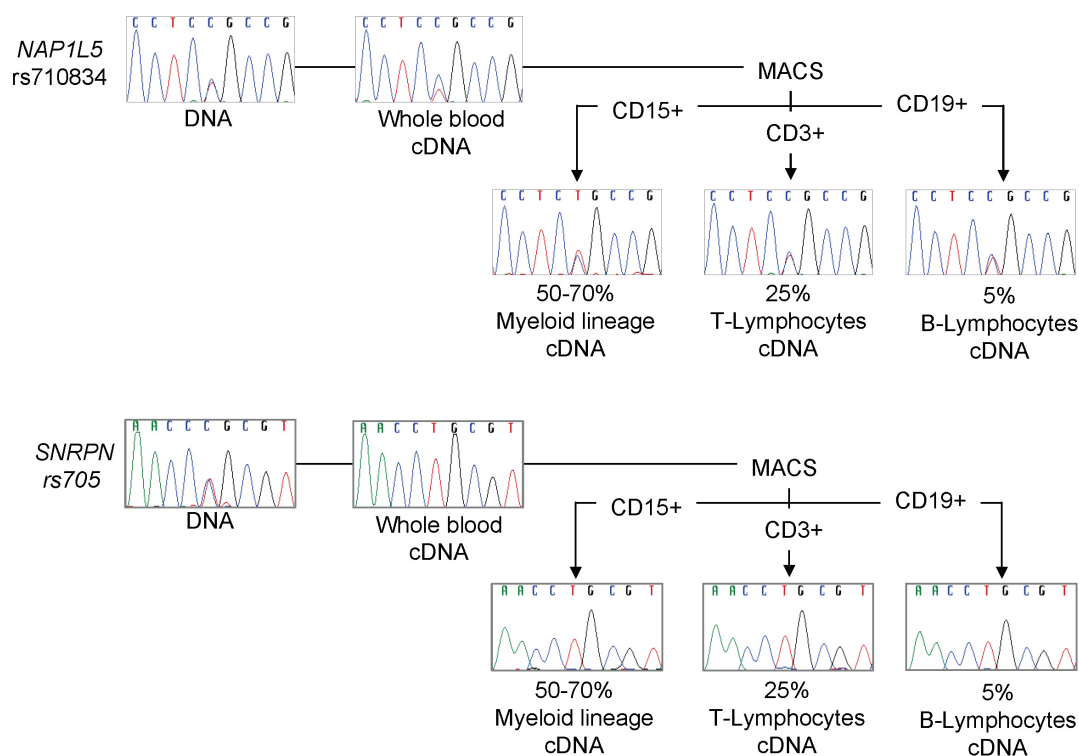 C C T C C G C C G
C C T C C G C C G
NAP1L5
rs710834
MACS
DNA
Whole blood
cDNA
CD15+
CD19+
CD3+
C C T C T G C C G
C C T C C G C C G
C C T C C G C C G
50-70%
Myeloid lineage
cDNA
25%
T-Lymphocytes
cDNA
5%
B-Lymphocytes
cDNA
A A C C C G C G T
A A C C T G C G T
SNRPN
rs705
MACS
DNA
Whole blood
cDNA
CD15+
CD19+
CD3+
A A C C T G C G T
A A C C T G C G T
A A C C T G C G T
50-70%
Myeloid lineage
cDNA
25%
T-Lymphocytes
cDNA
5%
B-Lymphocytes
cDNA